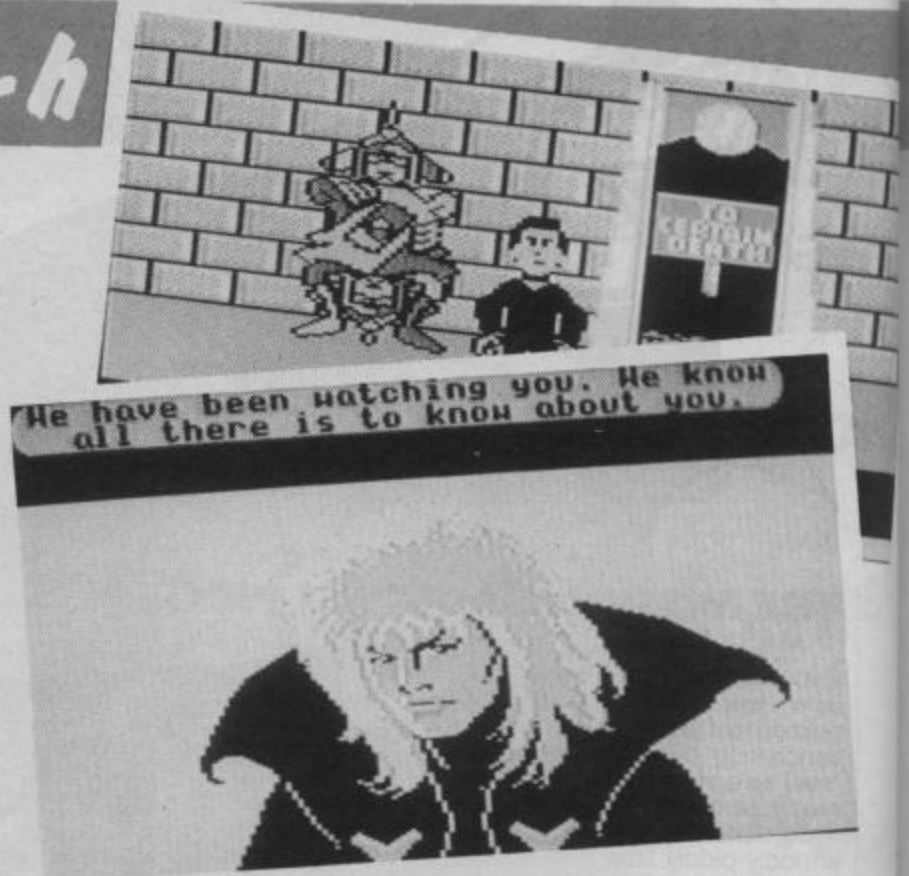 -h
TO
CERTAIN
DEATH
We have been watching you. We know
all there is to know about you.